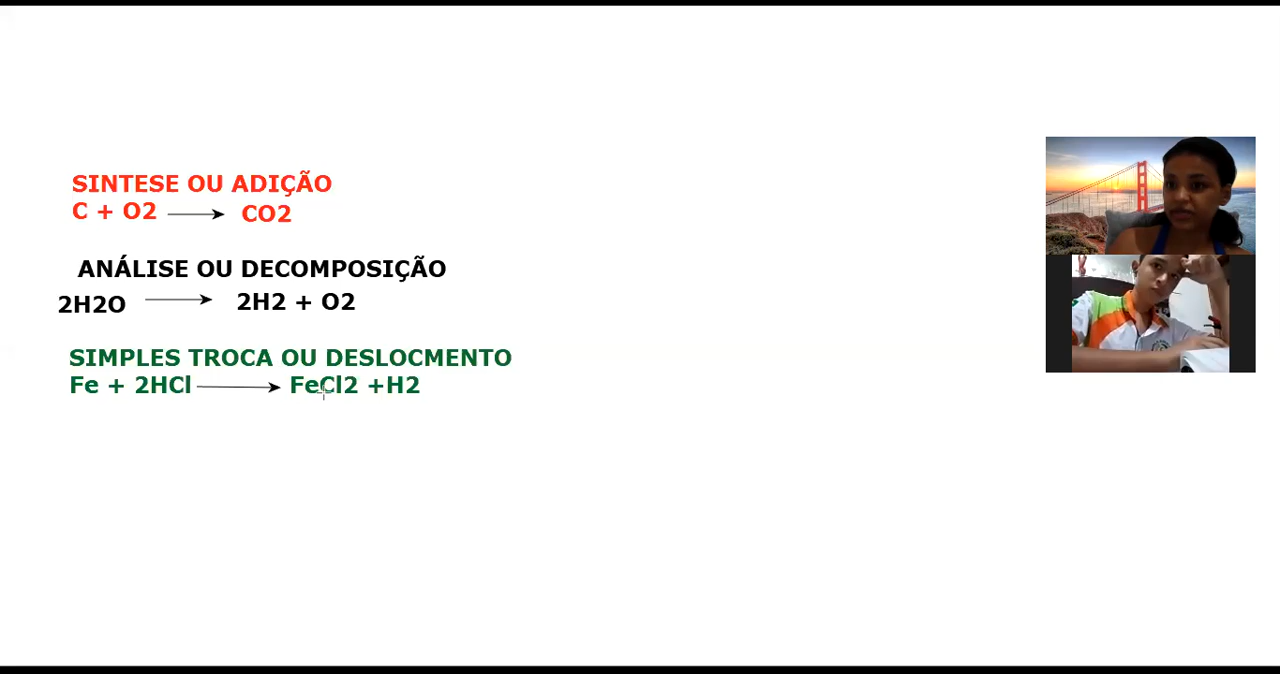 SINTESE OU ADIÇÃO
C + O2 ⟶ CO2
ANÁLISE OU DECOMPOSIÇÃO
2H2O ⟶ 2H2 + O2
SIMPLES TROCA OU DESLOCMENTO
Fe + 2HCl ⟶ FeCl2 +H2